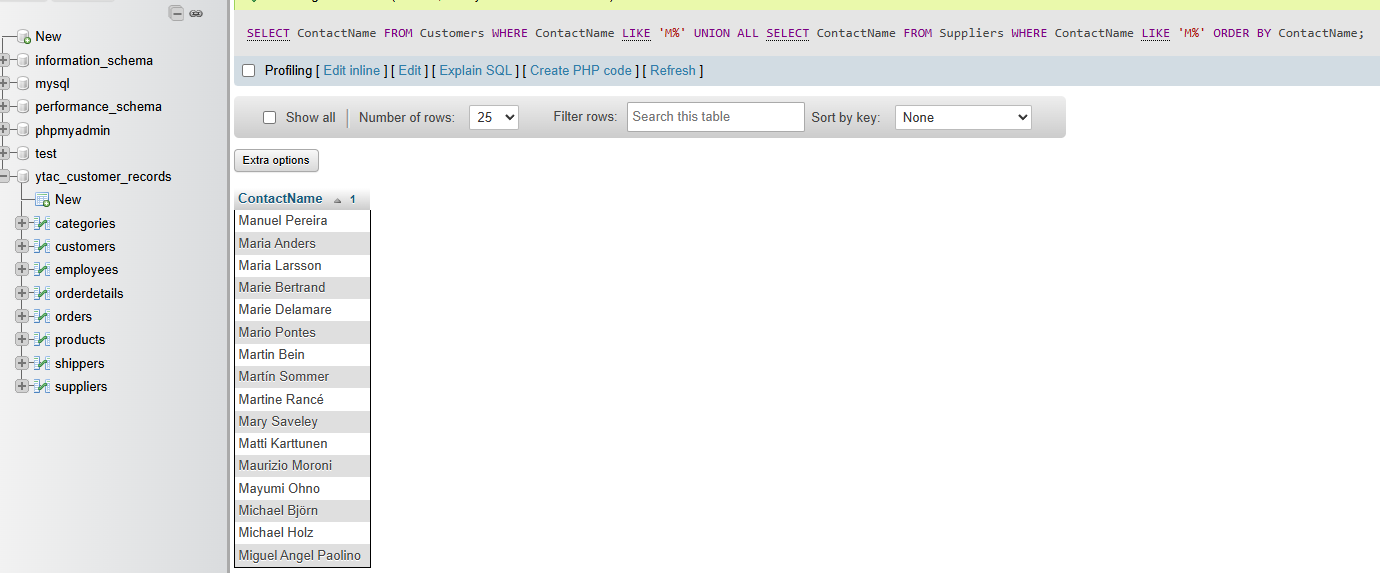 New
information_schema
mysql
performance_schema
phpmyadmin
test
ytac_customer_records
New
categories
customers
employees
orderdetails
orders
products
shippers
suppliers
SELECT ContactName FROM Customers WHERE ContactName LIKE 'M%' UNION ALL SELECT ContactName FROM Suppliers WHERE ContactName LIKE 'M%' ORDER BY ContactName;
Profiling [ Edit inline ] [ Edit ] [ Explain SQL ] [ Create PHP code ] [ Refresh ]
Show all | Number of rows: 25 Filter rows: Search this table Sort by key: None
Extra options
ContactName 1
Manuel Pereira
Maria Anders
Maria Larsson
Marie Bertrand
Marie Delamare
Mario Pontes
Martin Bein
Martín Sommer
Martine Rancé
Mary Saveley
Matti Karttunen
Maurizio Moroni
Mayumi Ohno
Michael Björn
Michael Holz
Miguel Angel Paolino